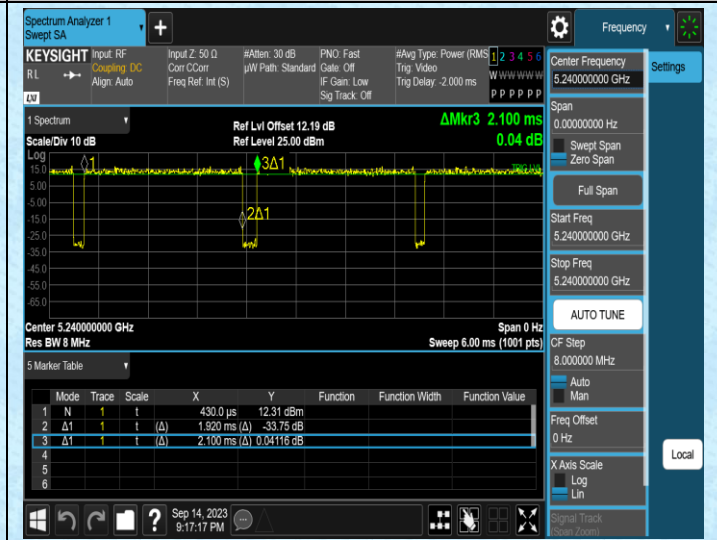 Spectrum Analyzer 1
Swept SA
Frequency
KEYSIGHT
RL
LXI
Input: RF
Coupling: DC
Align: Auto
Input Z: 50 Ω
Corr CCorr
Freq Ref: Int (S)
#Atten: 30 dB
µW Path: Standard
PNO: Fast
Gate: Off
IF Gain: Low
Sig Track: Off
#Avg Type: Power (RMS
Trig: Video
Trig Delay: -2.000 ms
1 2 3 4 5 6
W W W W W W
P P P P P P
Center Frequency
5.240000000 GHz
Settings
Span
0.00000000 Hz
Swept Span
Zero Span
Full Span
Start Freq
5.240000000 GHz
Stop Freq
5.240000000 GHz
AUTO TUNE
CF Step
8.000000 MHz
Auto
Man
Freq Offset
0 Hz
X Axis Scale
Log
Lin
Signal Track
(Span Zoom)
Local
1 Spectrum
Scale/Div 10 dB
Ref Lvl Offset 12.19 dB
Ref Level 25.00 dBm
ΔMkr3 2.100 ms
0.04 dB
Log
15.0
5.00
-5.00
-15.0
-25.0
-35.0
-45.0
-55.0
-65.0
1
3Δ1
2Δ1
TRIG LVL
Center 5.240000000 GHz
Res BW 8 MHz
Span 0 Hz
Sweep 6.00 ms (1001 pts)
5 Marker Table
Mode Trace Scale X Y Function Function Width Function Value
1 N 1 t 430.0 µs 12.31 dBm
2 Δ1 1 t (Δ) 1.920 ms (Δ) -33.75 dB
3 Δ1 1 t (Δ) 2.100 ms (Δ) 0.04116 dB
4
5
6
?
Sep 14, 2023
9:17:17 PM